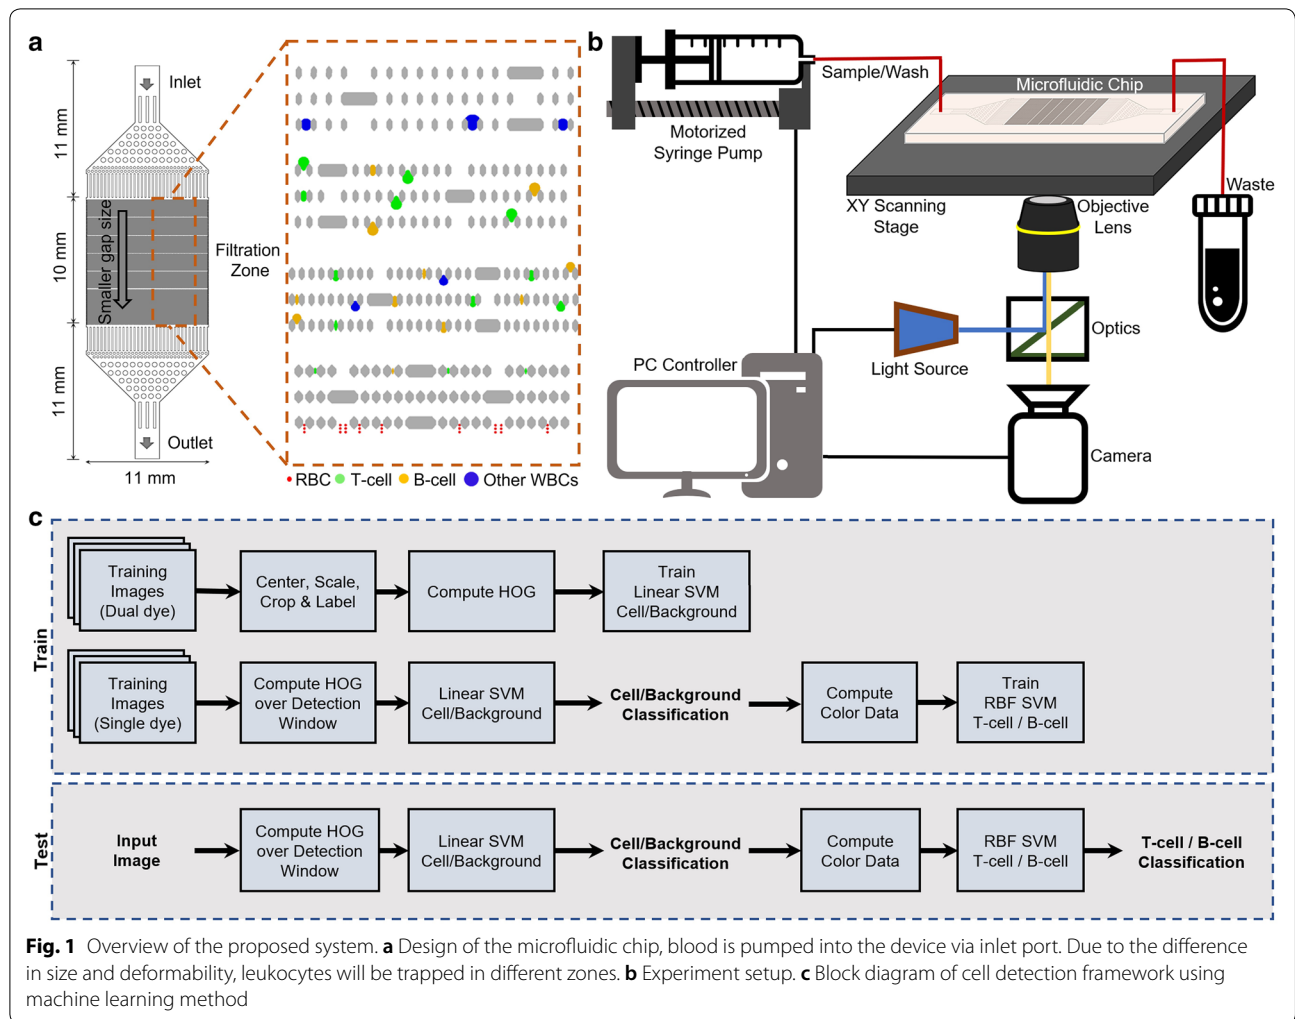 a
Inlet
11 mm
10 mm
11 mm
Smaller gap size
Filtration
Zone
Outlet
11 mm
RBC T-cell B-cell Other WBCs
b
Sample/Wash
Motorized
Syringe Pump
Microfluidic Chip
XY Scanning
Stage
Objective
Lens
Waste
Optics
Light Source
PC Controller
Camera
c
Train
Training
Images
(Dual dye)
Center, Scale,
Crop & Label
Compute HOG
Train
Linear SVM
Cell/Background
Training
Images
(Single dye)
Compute HOG
over Detection
Window
Linear SVM
Cell/Background
Cell/Background
Classification
Compute
Color Data
Train
RBF SVM
T-cell / B-cell
Test
Input
Image
Compute HOG
over Detection
Window
Linear SVM
Cell/Background
Cell/Background
Classification
Compute
Color Data
RBF SVM
T-cell / B-cell
T-cell / B-cell
Classification
Fig. 1 Overview of the proposed system. a Design of the microfluidic chip, blood is pumped into the device via inlet port. Due to the difference
in size and deformability, leukocytes will be trapped in different zones. b Experiment setup. c Block diagram of cell detection framework using
machine learning method